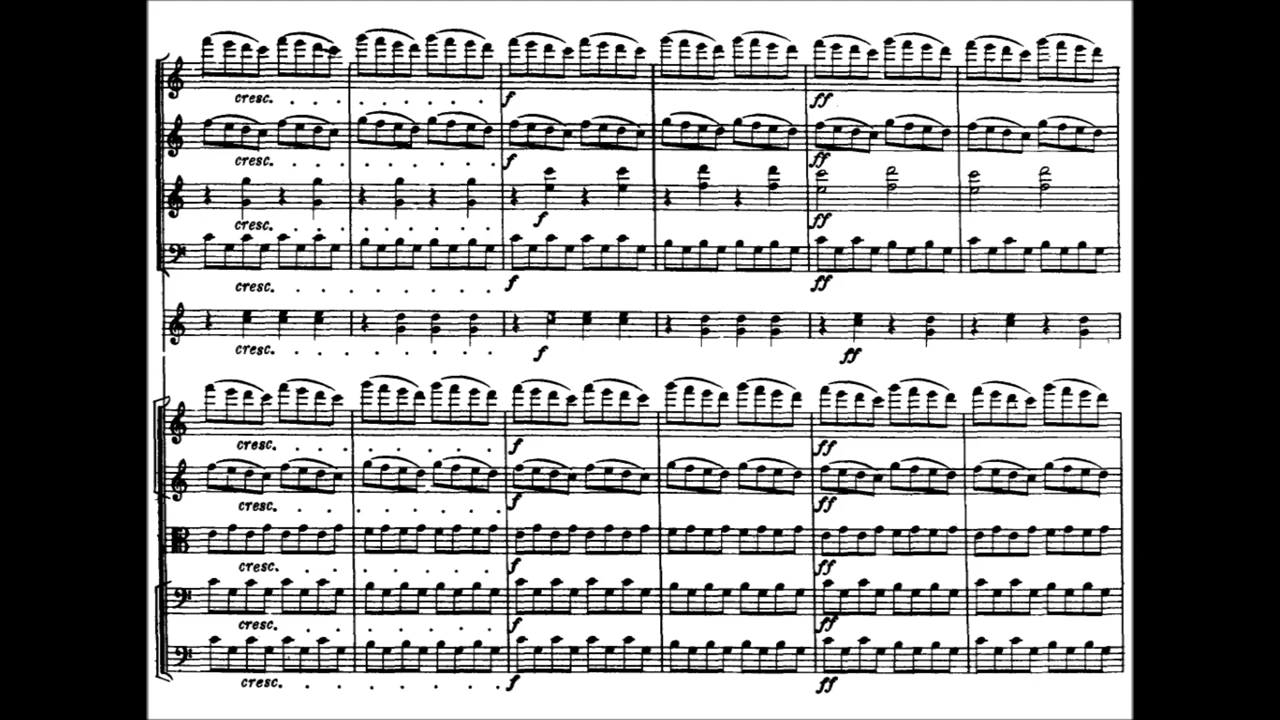 cresc. . . . . . . . f ff
cresc. . . . . . . . f ff
cresc. . . . . . . . f ff
cresc. . . . . . . . f ff
cresc. . . . . . . . f ff
cresc. . . . . . . . f ff
cresc. . . . . . . . f ff
cresc. . . . . . . . f ff
cresc. . . . . . . . f ff
cresc. . . . . . . . f ff